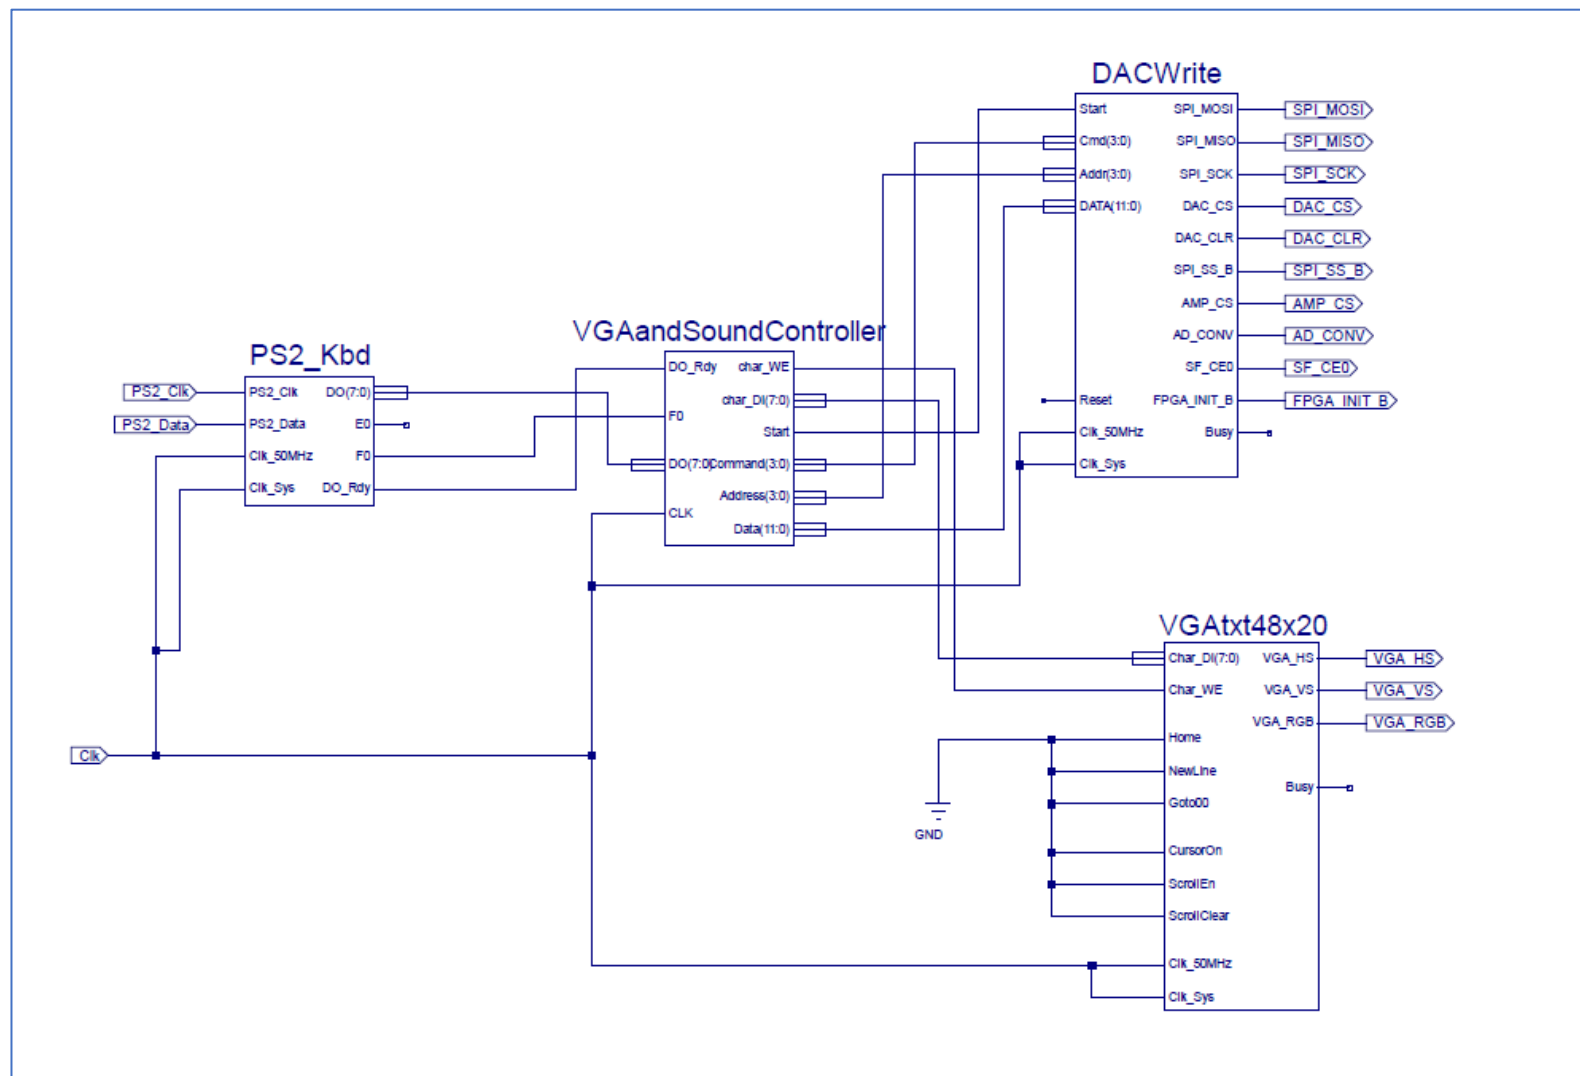 DACWrite
Start
Cmd(3:0)
Addr(3:0)
DATA(11:0)
Reset
Clk_50MHz
Clk_Sys
SPI_MOSI
SPI_MISO
SPI_SCK
DAC_CS
DAC_CLR
SPI_SS_B
AMP_CS
AD_CONV
SF_CE0
FPGA_INIT_B
Busy
SPI_MOSI
SPI_MISO
SPI_SCK
DAC_CS
DAC_CLR
SPI_SS_B
AMP_CS
AD_CONV
SF_CE0
FPGA_INIT_B
VGAandSoundController
DO_Rdy
F0
DO(7:0)
CLK
char_WE
char_DI(7:0)
Start
Command(3:0)
Address(3:0)
Data(11:0)
PS2_Kbd
PS2_Clk
PS2_Data
PS2_Clk
PS2_Data
Clk_50MHz
Clk_Sys
DO(7:0)
E0
F0
DO_Rdy
Clk
VGAtxt48x20
Char_DI(7:0)
Char_WE
Home
NewLine
Goto00
CursorOn
ScrollEn
ScrollClear
Clk_50MHz
Clk_Sys
VGA_HS
VGA_VS
VGA_RGB
Busy
VGA_HS
VGA_VS
VGA_RGB
GND